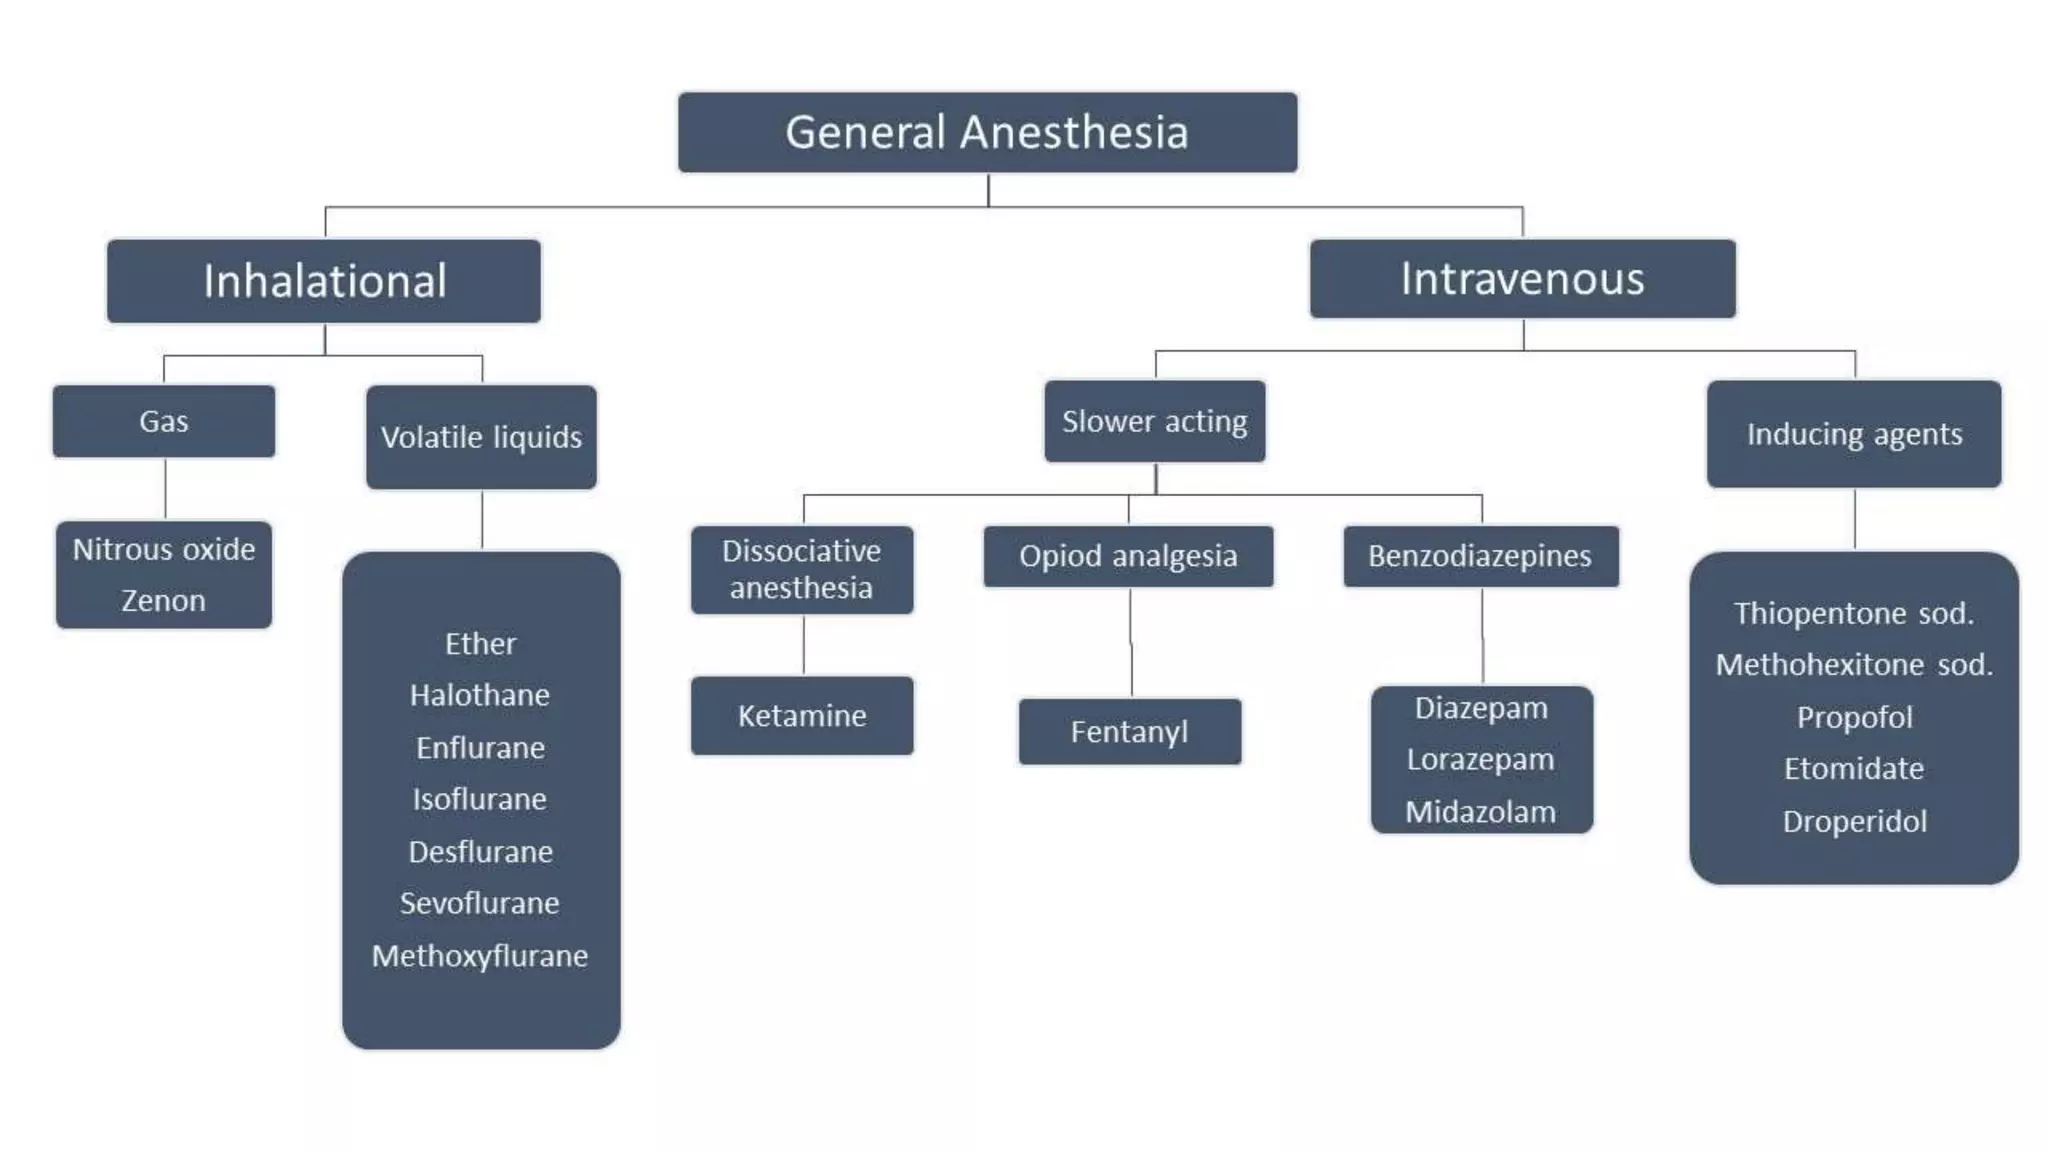 General Anesthesia
Inhalational
Intravenous
Gas
Volatile liquids
Slower acting
Inducing agents
Nitrous oxide
Zenon
Ether
Halothane
Enflurane
Isoflurane
Desflurane
Sevoflurane
Methoxyflurane
Dissociative
anesthesia
Ketamine
Opiod analgesia
Fentanyl
Benzodiazepines
Diazepam
Lorazepam
Midazolam
Thiopentone sod.
Methohexitone sod.
Propofol
Etomidate
Droperidol